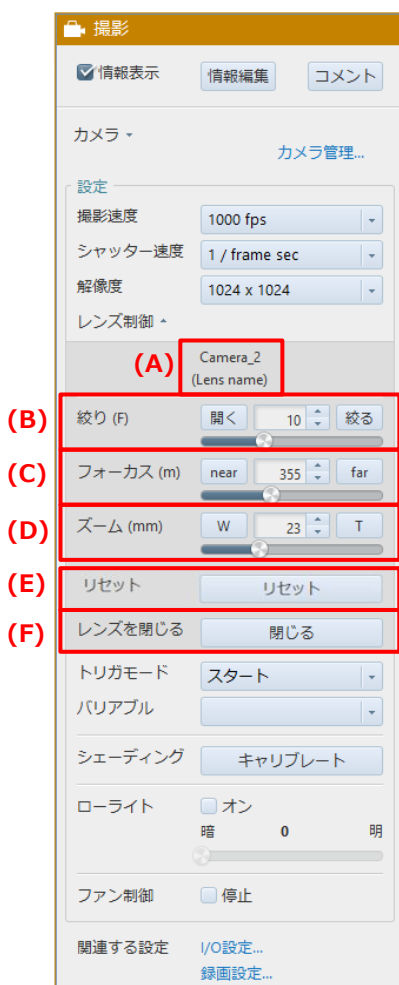 撮影
情報表示 情報編集 コメント
カメラ
カメラ管理...
設定
撮影速度 1000 fps
シャッター速度 1 / frame sec
解像度 1024 x 1024
レンズ制御
(A) Camera_2
(Lens name)
(B) 絞り (F) 開く 10 絞る
(C) フォーカス (m) near 355 far
(D) ズーム (mm) W 23 T
(E) リセット リセット
(F) レンズを閉じる 閉じる
トリガモード スタート
バリアブル
シェーディング キャリブレート
ローライト オン
暗 0 明
ファン制御 停止
関連する設定 I/O設定...
録画設定...